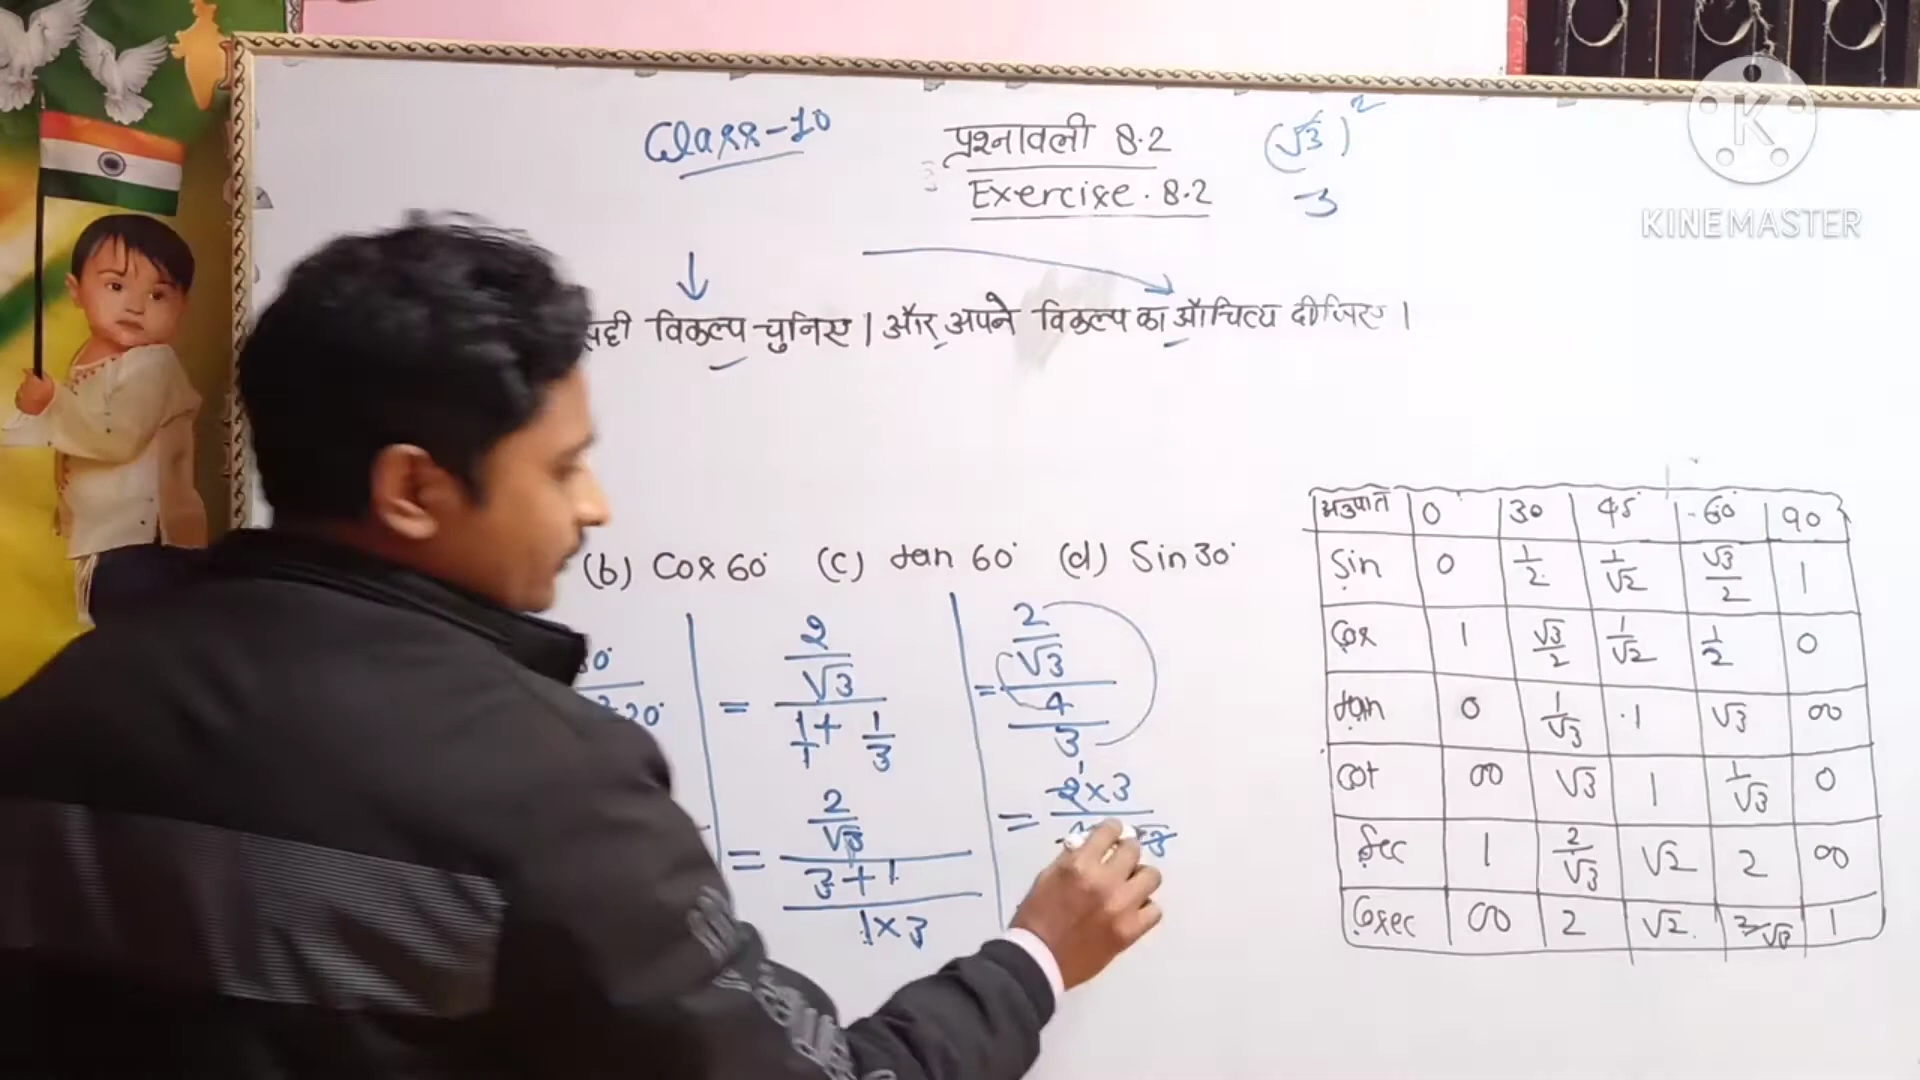 Class-10
प्रश्नावली 8.2
(√3)²
Exercise. 8.2
3
KINEMASTER
सही विकल्प चुनिए। और अपने विकल्प का औचित्य दीजिए।
(b) Cos 60° (c) tan 60° (d) Sin 30°
= 2/√3 / 1/1 + 1/3
= 2/√3 / 4/3
= 2/√3 / 3+1 / 1×3
= 2×3
अनुपात 0° 30 45° 60° 90
Sin 0 1/2 1/√2 √3/2 1
Cos 1 √3/2 1/√2 1/2 0
tan 0 1/√3 1 √3 ∞
Cot ∞ √3 1 1/√3 0
Sec 1 2/√3 √2 2 ∞
Cosec ∞ 2 √2 2/√3 1